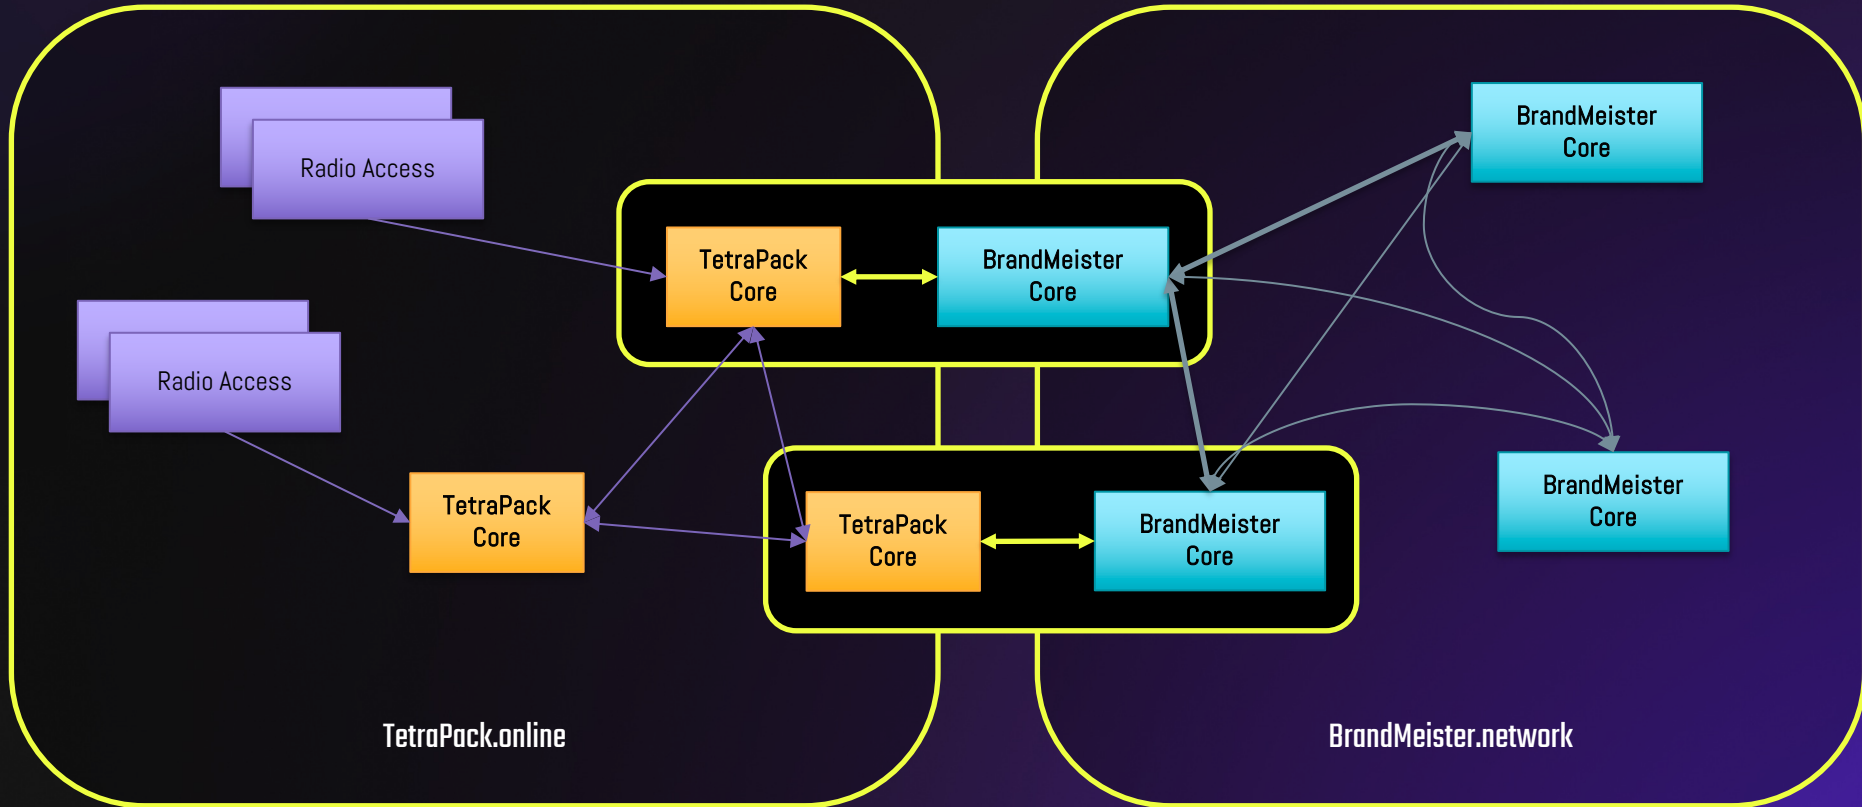 BrandMeister
Core
Radio Access
TetraPack
Core
BrandMeister
Core
Radio Access
TetraPack
Core
BrandMeister
Core
TetraPack
Core
BrandMeister
Core
TetraPack.online
BrandMeister.network